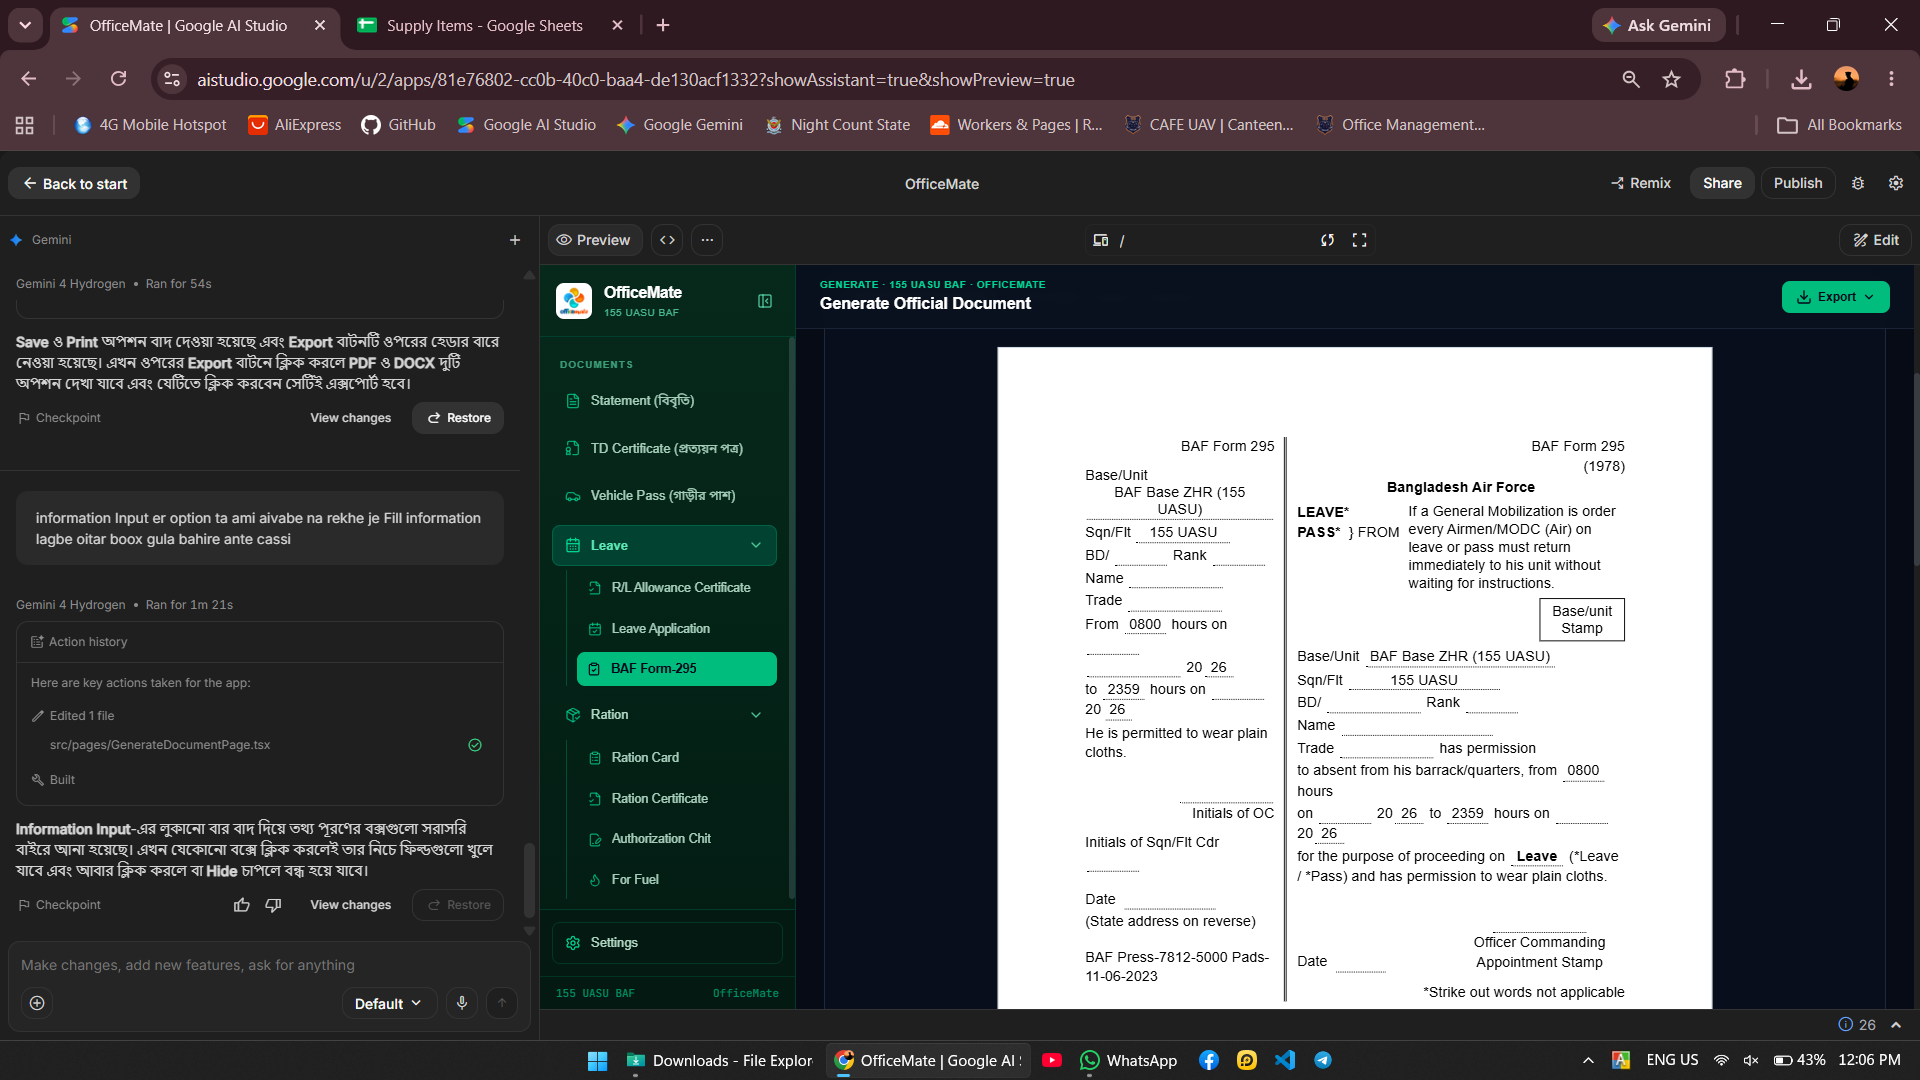 OfficeMate | Google AI Studio
Supply Items - Google Sheets
Ask Gemini
aistudio.google.com/u/2/apps/81e76802-cc0b-40c0-baa4-de130acf1332?showAssistant=true&showPreview=true
4G Mobile Hotspot
AliExpress
GitHub
Google AI Studio
Google Gemini
Night Count State
Workers & Pages | R...
CAFE UAV | Canteen...
Office Management...
All Bookmarks
Back to start
OfficeMate
Remix
Share
Publish
Gemini
Preview
/
Edit
Gemini 4 Hydrogen • Ran for 54s
Save ও Print অপশন বাদ দেওয়া হয়েছে এবং Export বাটনটি ওপরের হেডার বারে
নেওয়া হয়েছে। এখন ওপরের Export বাটনে ক্লিক করলে PDF ও DOCX দুটি
অপশন দেখা যাবে এবং যেটিতে ক্লিক করবেন সেটিই এক্সপোর্ট হবে।
Checkpoint
View changes
Restore
information Input er option ta ami aivabe na rekhe je Fill information
lagbe oitar boox gula bahire ante cassi
Gemini 4 Hydrogen • Ran for 1m 21s
Action history
Here are key actions taken for the app:
Edited 1 file
src/pages/GenerateDocumentPage.tsx
Built
Information Input-এর লুকানো বার বাদ দিয়ে তথ্য পূরণের বক্সগুলো সরাসরি
বাইরে আনা হয়েছে। এখন যেকোনো বক্সে ক্লিক করলেই তার নিচে ফিল্ডগুলো খুলে
যাবে এবং আবার ক্লিক করলে বা Hide চাপলে বন্ধ হয়ে যাবে।
Checkpoint
View changes
Restore
Make changes, add new features, ask for anything
Default
OfficeMate
155 UASU BAF
DOCUMENTS
Statement (বিবৃতি)
TD Certificate (প্রত্যয়ন পত্র)
Vehicle Pass (গাড়ীর পাশ)
Leave
R/L Allowance Certificate
Leave Application
BAF Form-295
Ration
Ration Card
Ration Certificate
Authorization Chit
For Fuel
Settings
155 UASU BAF
OfficeMate
GENERATE · 155 UASU BAF · OFFICEMATE
Generate Official Document
Export
BAF Form 295
Base/Unit
BAF Base ZHR (155
UASU)
Sqn/Flt 155 UASU
BD/ Rank
Name
Trade
From 0800 hours on
20 26
to 2359 hours on
20 26
He is permitted to wear plain
cloths.
Initials of OC
Initials of Sqn/Flt Cdr
Date
(State address on reverse)
BAF Press-7812-5000 Pads-
11-06-2023
BAF Form 295
(1978)
Bangladesh Air Force
LEAVE*
PASS* } FROM
If a General Mobilization is order
every Airmen/MODC (Air) on
leave or pass must return
immediately to his unit without
waiting for instructions.
Base/unit
Stamp
Base/Unit BAF Base ZHR (155 UASU)
Sqn/Flt 155 UASU
BD/ Rank
Name
Trade has permission
to absent from his barrack/quarters, from 0800
hours
on 20 26 to 2359 hours on
20 26
for the purpose of proceeding on Leave (*Leave
/ *Pass) and has permission to wear plain cloths.
Officer Commanding
Date
Appointment Stamp
*Strike out words not applicable
26
Downloads - File Explor
OfficeMate | Google AI S
WhatsApp
ENG US
43%
12:06 PM